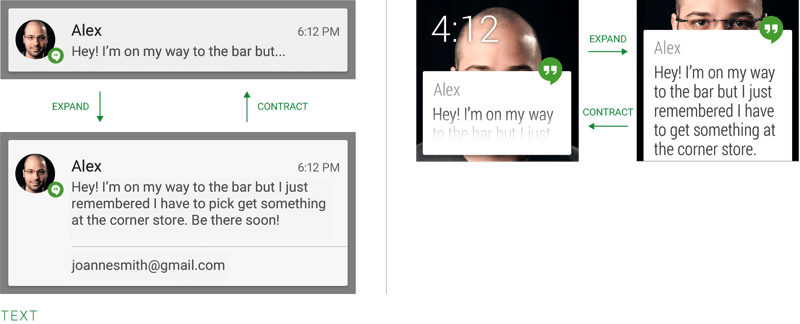 Alex
6:12 PM
Hey! I'm on my way to the bar but...
EXPAND
CONTRACT
Alex
6:12 PM
Hey! I'm on my way to the bar but I just
remembered I have to pick get something
at the corner store. Be there soon!
joannesmith@gmail.com
4:12
Alex
Hey! I'm on my way
to the bar but I just
EXPAND
CONTRACT
Alex
Hey! I'm on my way
to the bar but I just
remembered I have
to get something at
the corner store.
TEXT